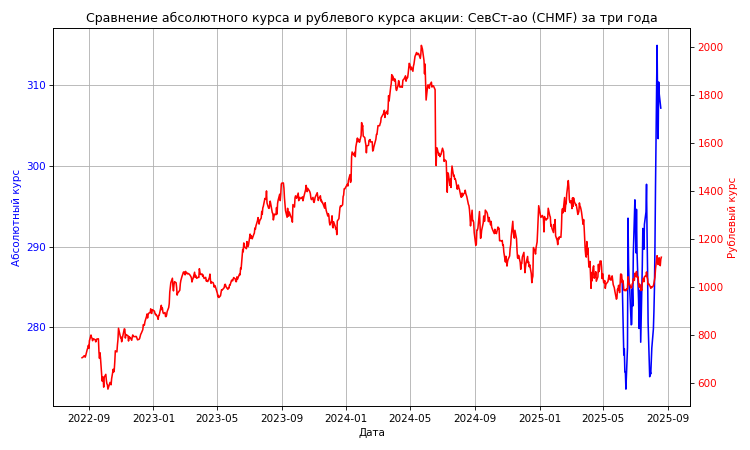 Сравнение абсолютного курса и рублевого курса акции: СевСт-ао (CHMF) за три года
310
300
290
280
Абсолютный курс
2000
1800
1600
1400
1200
1000
800
600
Рублевый курс
2022-09 2023-01 2023-05 2023-09 2024-01 2024-05 2024-09 2025-01 2025-05 2025-09
Дата